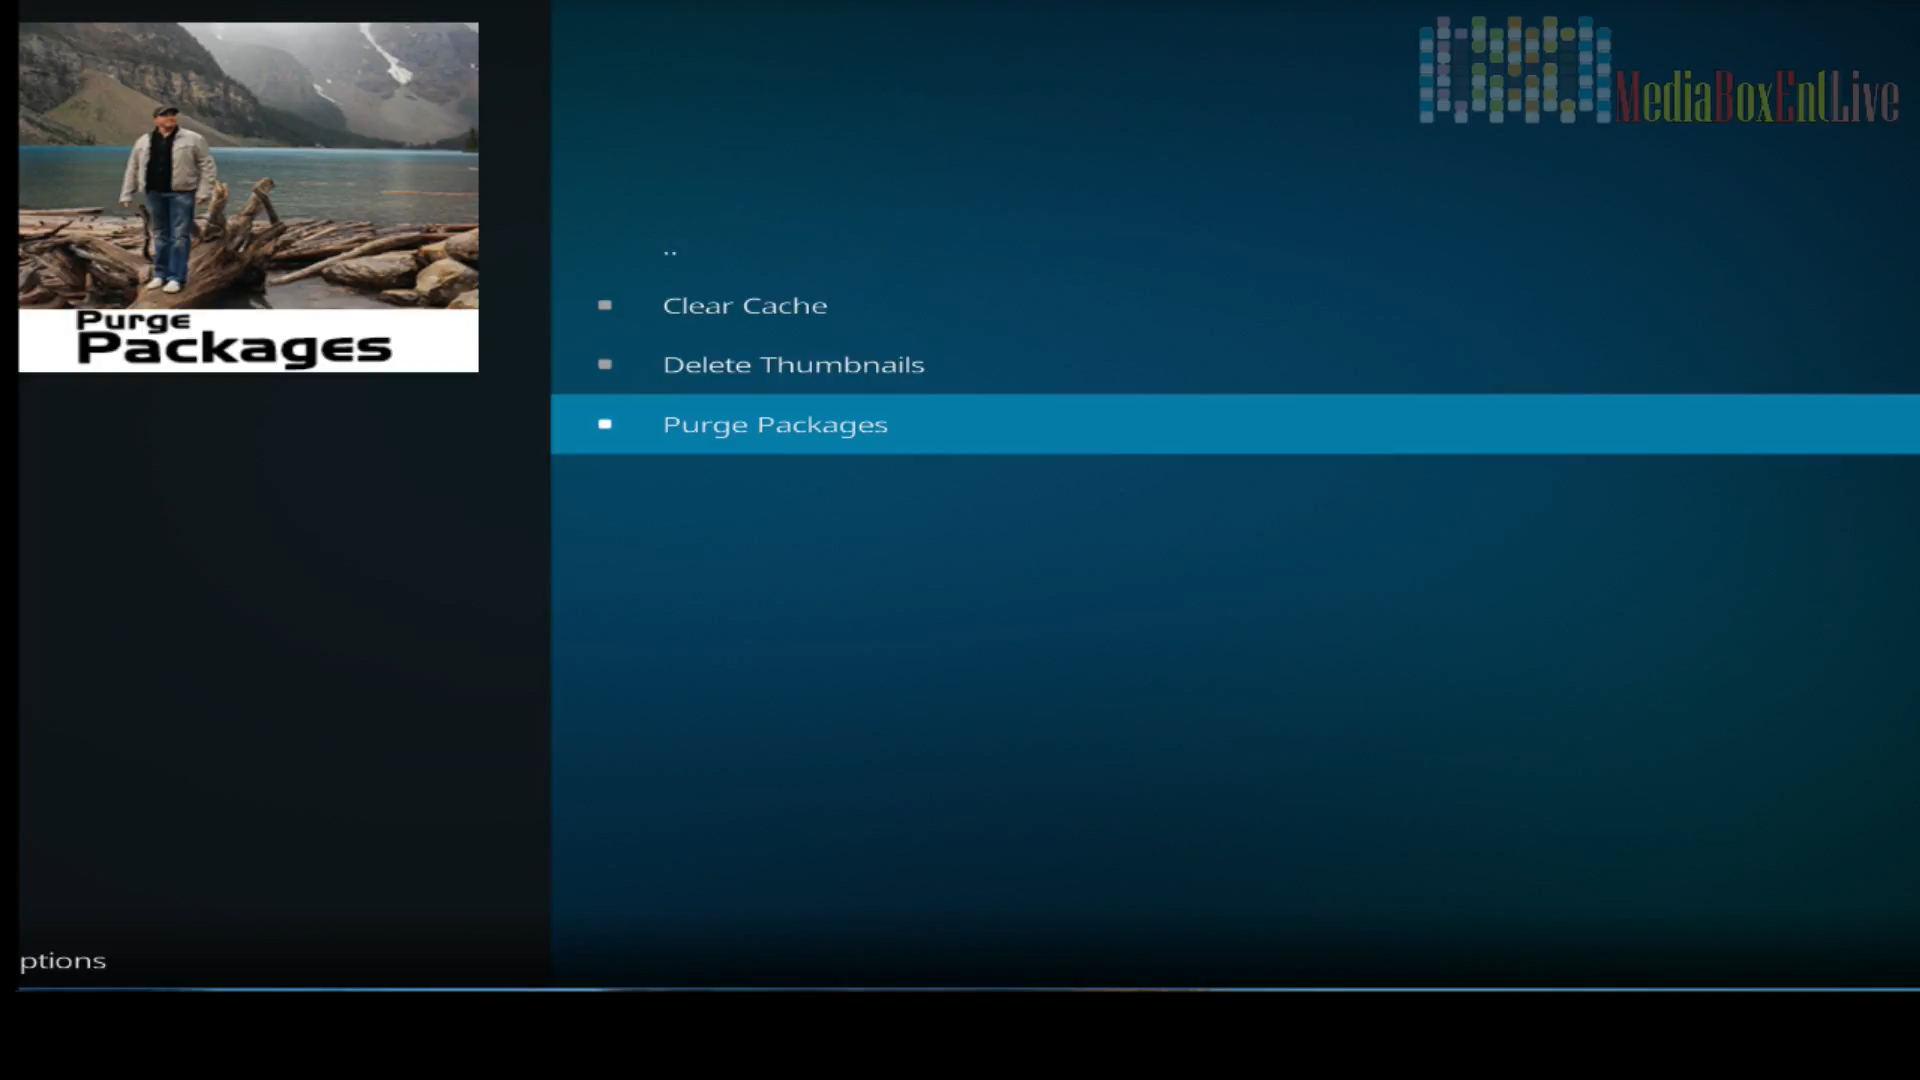 MediaBoxEntLive
Purge
Packages
..
Clear Cache
Delete Thumbnails
Purge Packages
ptions